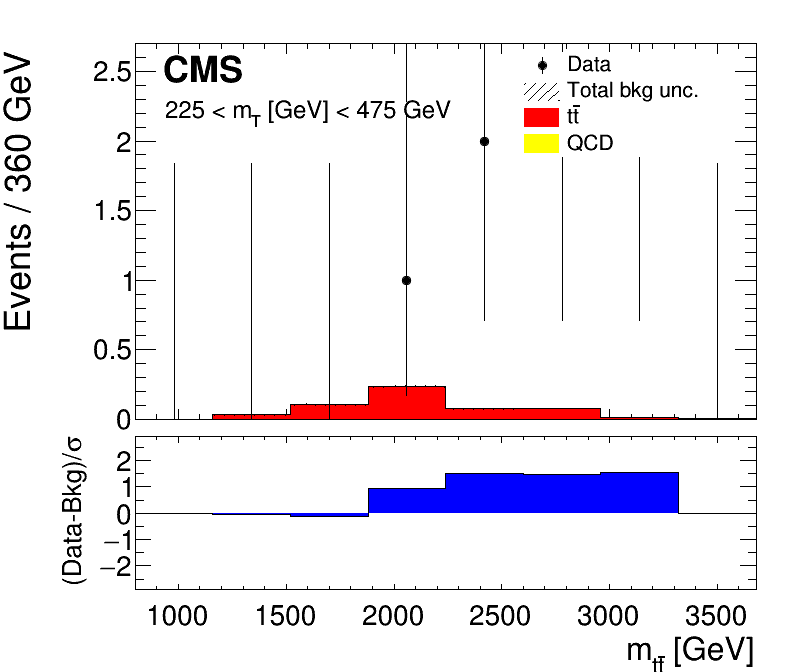 Events / 360 GeV
CMS
225 < m_T [GeV] < 475 GeV
Data
Total bkg unc.
tt̄
QCD
2.5
2
1.5
1
0.5
0
(Data-Bkg)/σ
2
1
0
−1
−2
1000 1500 2000 2500 3000 3500
m_tt̄ [GeV]